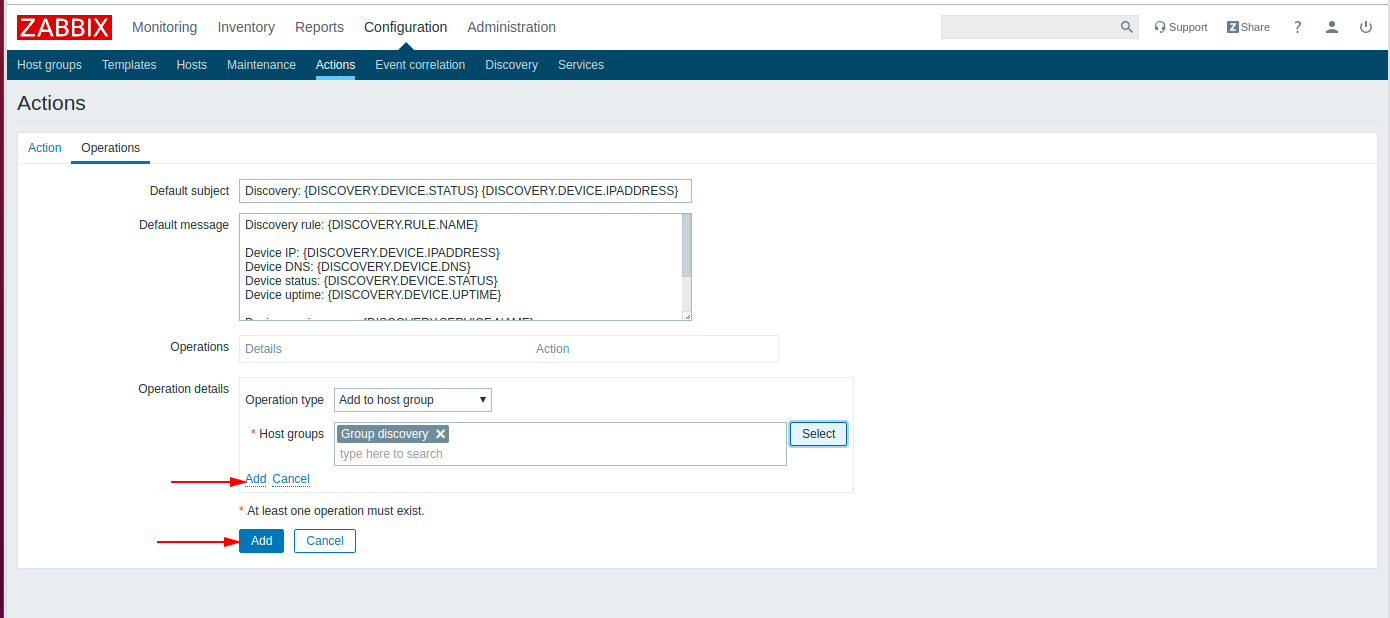 ZABBIX Monitoring Inventory Reports Configuration Administration Support Z Share ?
Host groups Templates Hosts Maintenance Actions Event correlation Discovery Services
Actions
Action Operations
Default subject Discovery: {DISCOVERY.DEVICE.STATUS} {DISCOVERY.DEVICE.IPADDRESS}
Default message Discovery rule: {DISCOVERY.RULE.NAME}
Device IP: {DISCOVERY.DEVICE.IPADDRESS}
Device DNS: {DISCOVERY.DEVICE.DNS}
Device status: {DISCOVERY.DEVICE.STATUS}
Device uptime: {DISCOVERY.DEVICE.UPTIME}
{DISCOVERY.SERVICE.NAME}
Operations Details Action
Operation details
Operation type Add to host group
* Host groups Group discovery Select
type here to search
Add Cancel
* At least one operation must exist.
Add Cancel